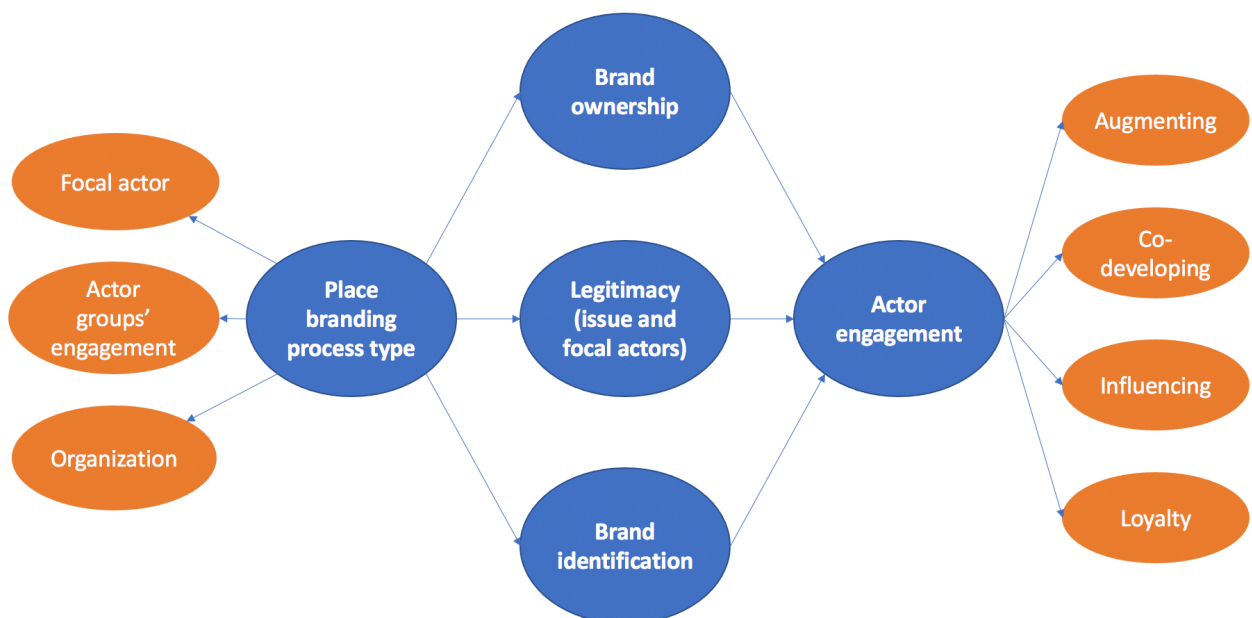 Brand
ownership
Augmenting
Focal actor
Co-
developing
Place
branding
process type
Legitimacy
(issue and
focal actors)
Actor
engagement
Actor
groups’
engagement
Influencing
Organization
Brand
identification
Loyalty